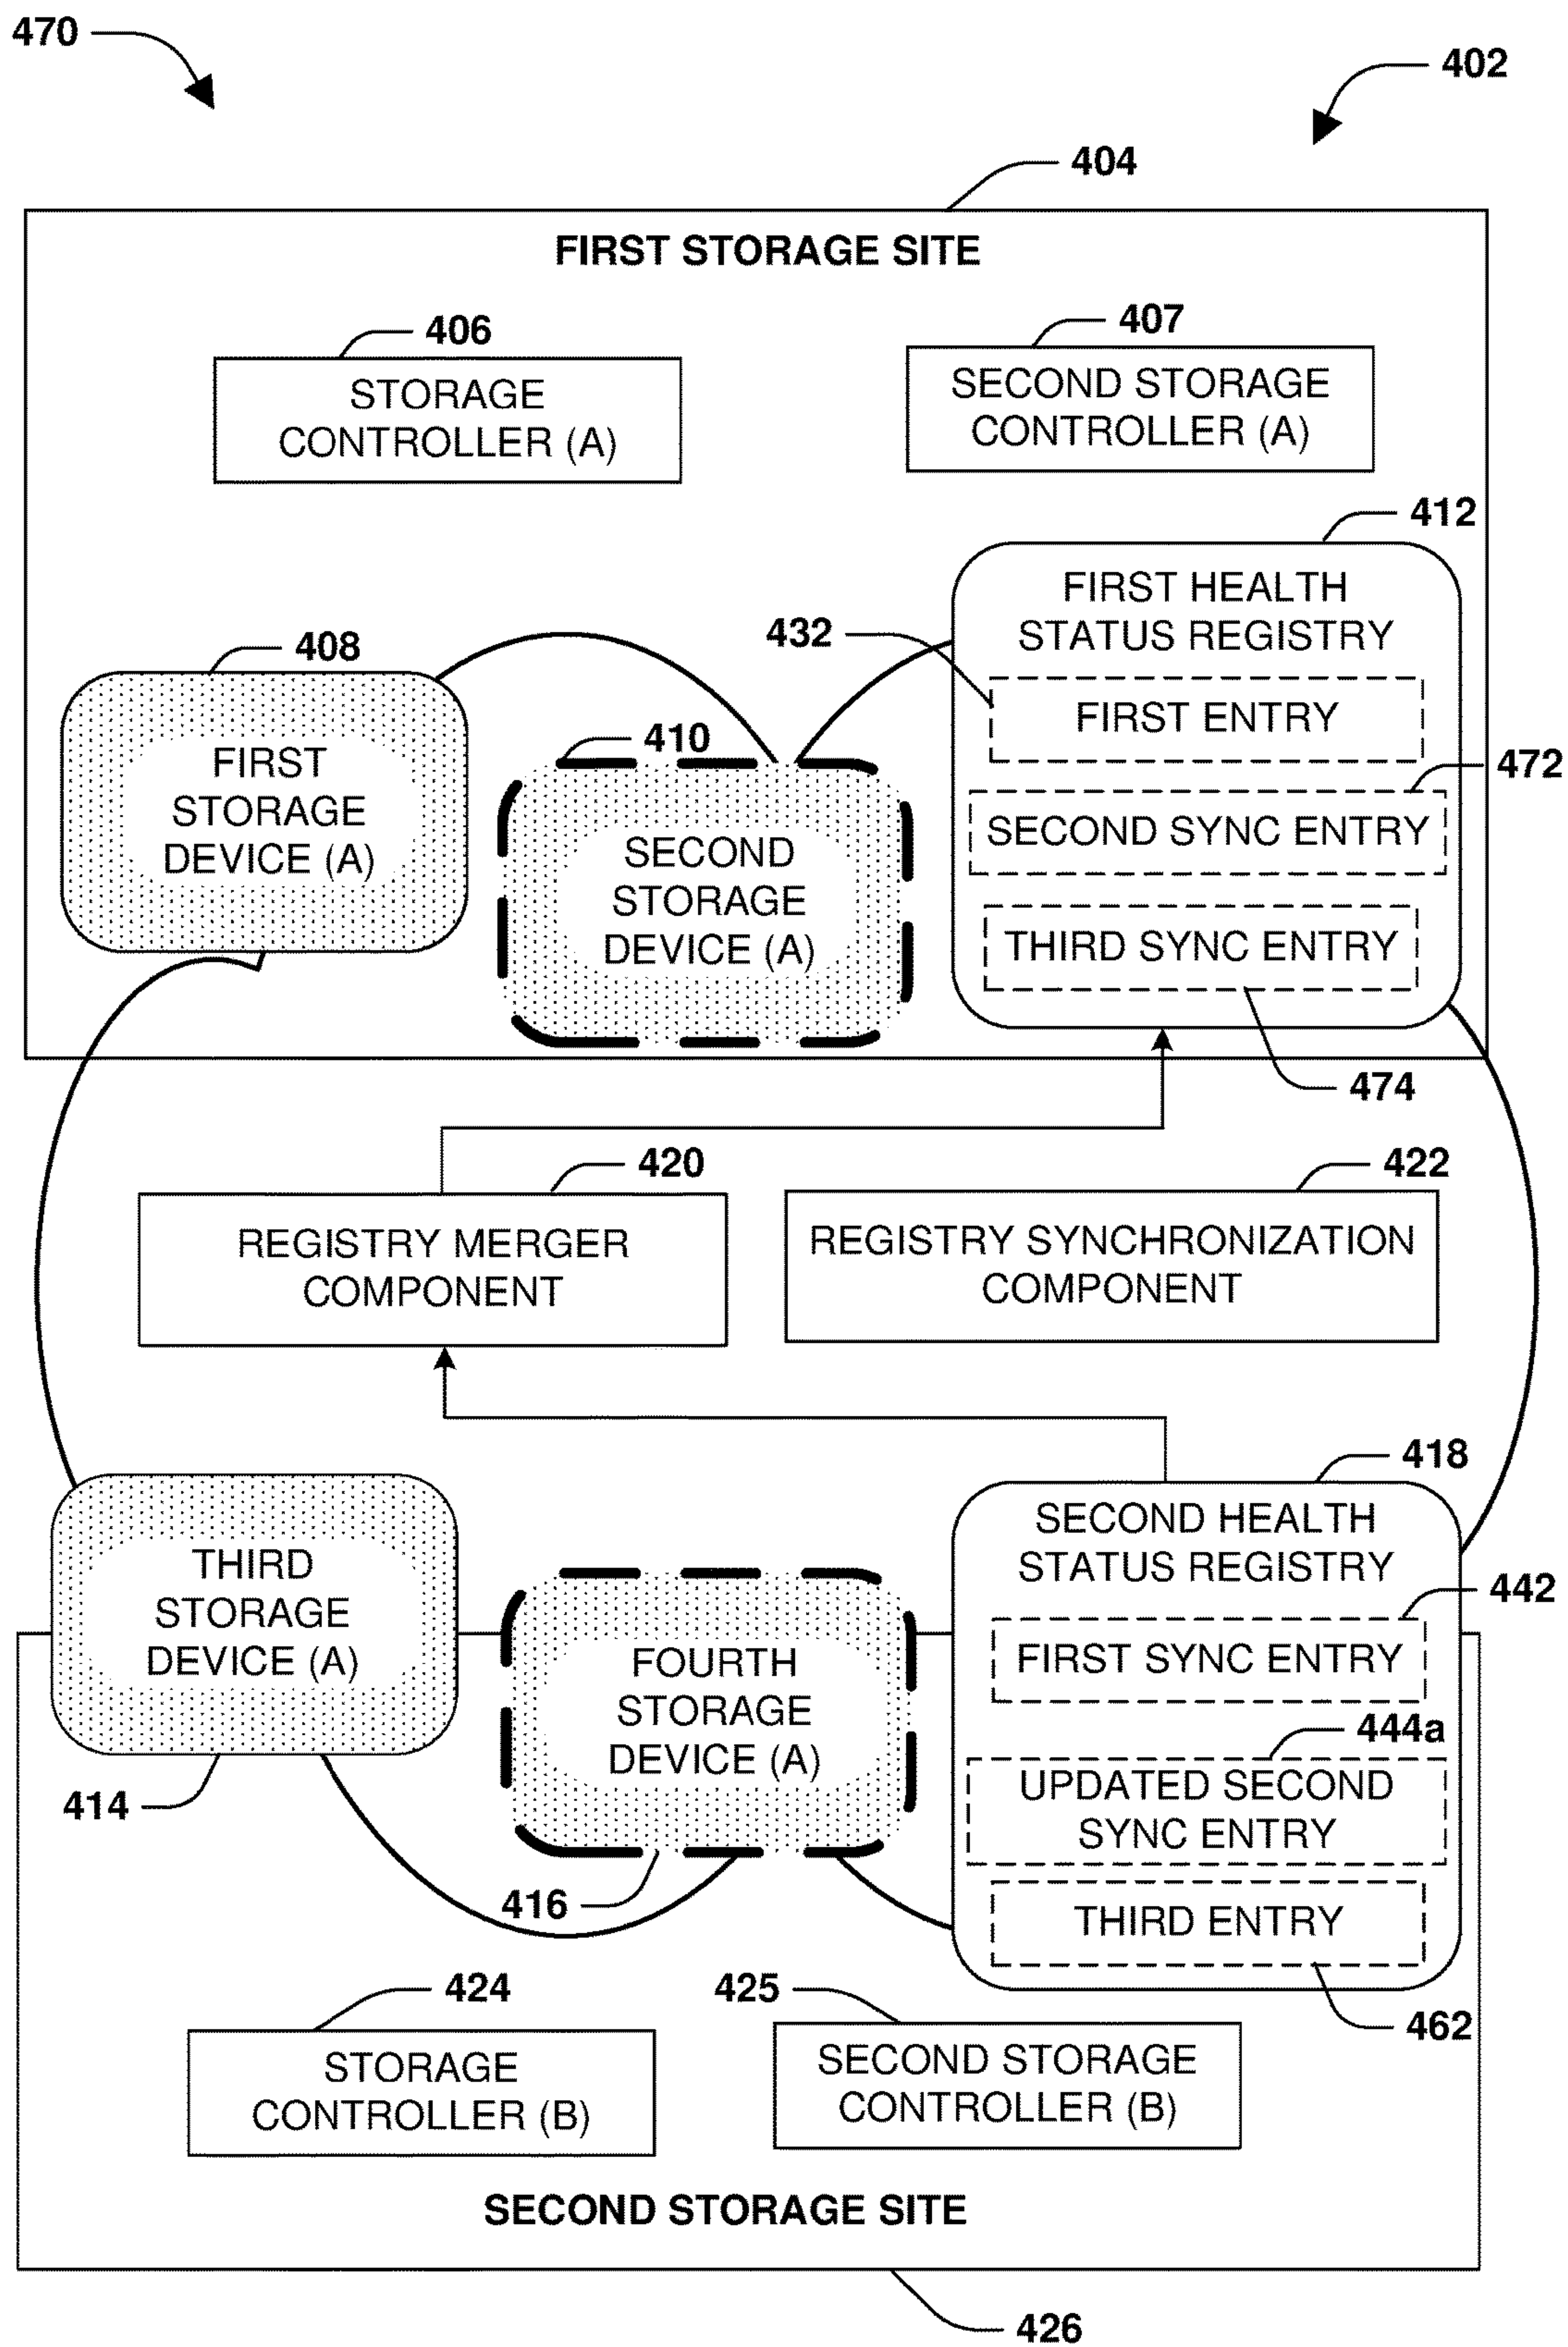 470
402
404
FIRST STORAGE SITE
406
407
STORAGE
CONTROLLER (A)
SECOND STORAGE
CONTROLLER (A)
412
FIRST HEALTH
STATUS REGISTRY
432
408
FIRST ENTRY
410
472
FIRST
STORAGE
DEVICE (A)
SECOND SYNC ENTRY
SECOND
STORAGE
DEVICE (A)
THIRD SYNC ENTRY
474
420
422
REGISTRY MERGER
COMPONENT
REGISTRY SYNCHRONIZATION
COMPONENT
418
SECOND HEALTH
STATUS REGISTRY
442
THIRD
STORAGE
DEVICE (A)
FIRST SYNC ENTRY
FOURTH
STORAGE
DEVICE (A)
444a
414
UPDATED SECOND
SYNC ENTRY
416
THIRD ENTRY
424
425
462
STORAGE
CONTROLLER (B)
SECOND STORAGE
CONTROLLER (B)
SECOND STORAGE SITE
426